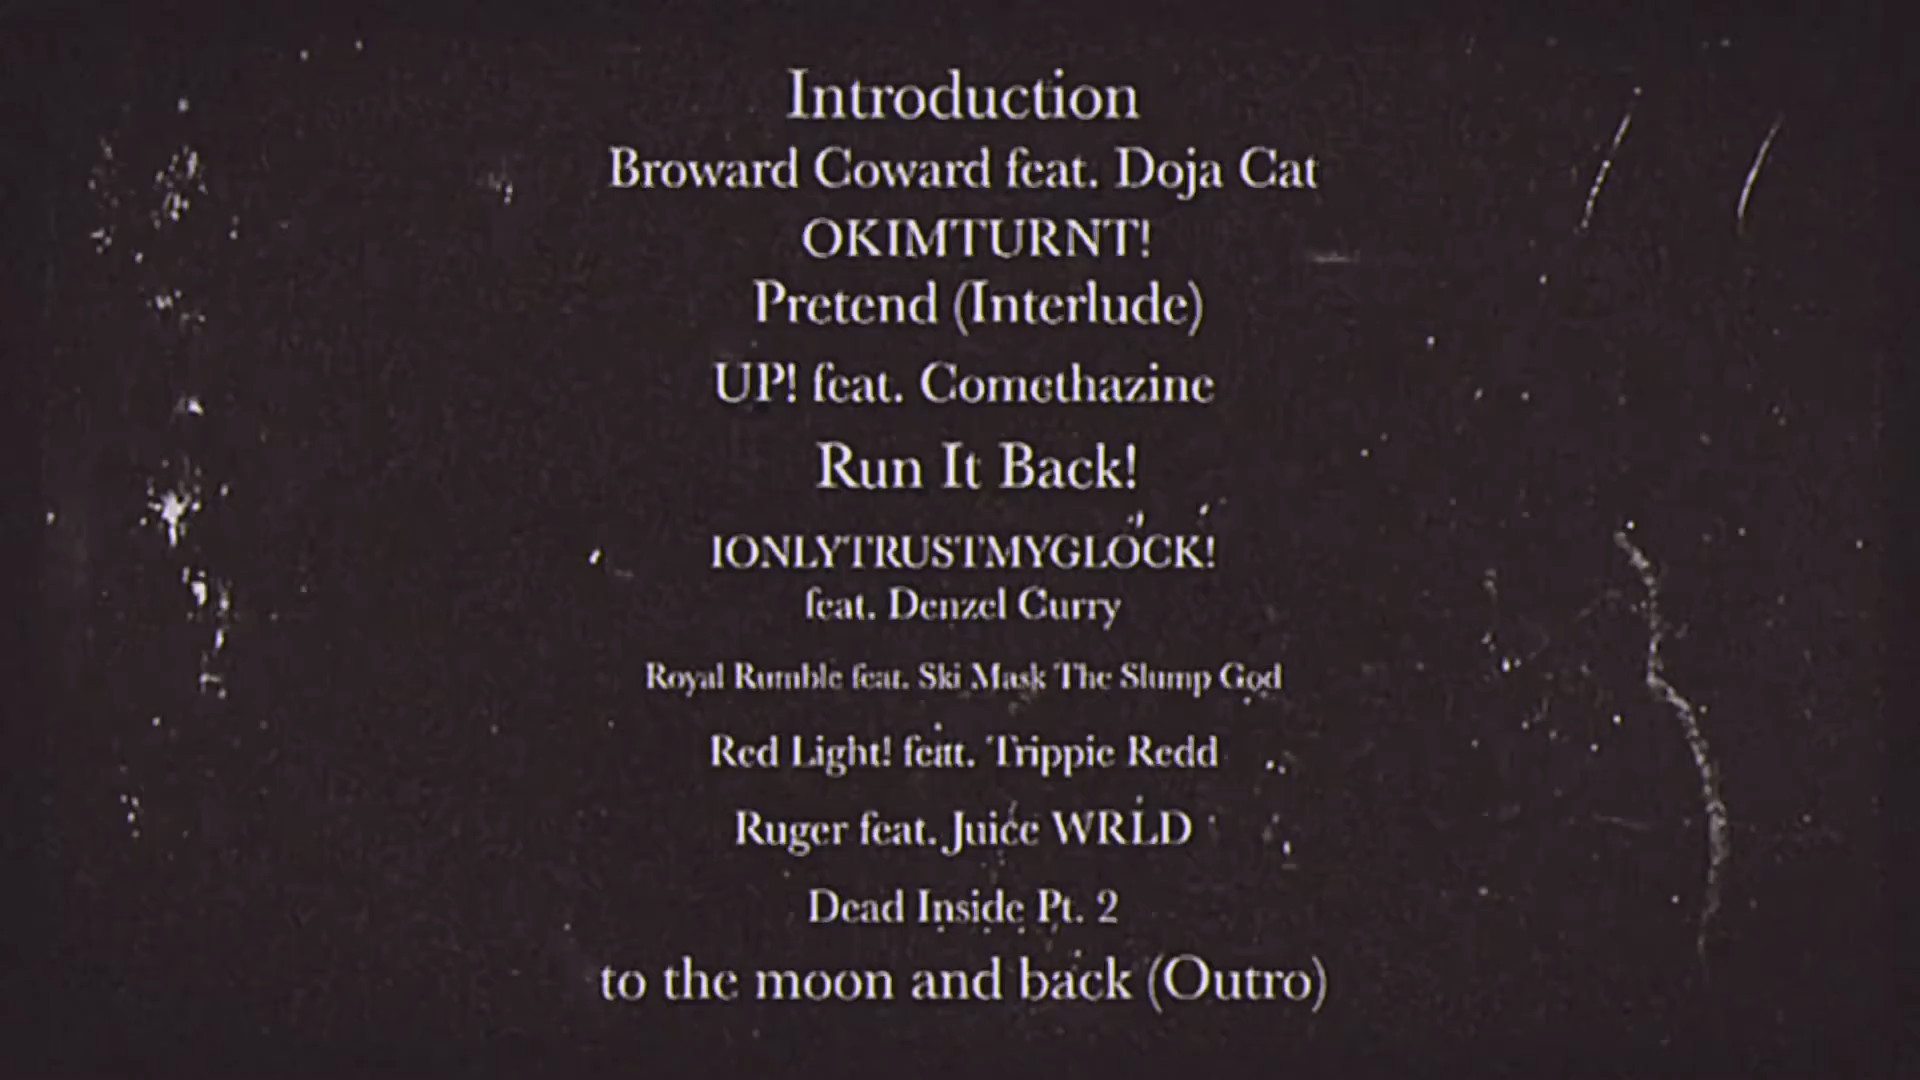 Introduction
Broward Coward feat. Doja Cat
OKIMTURNT!
Pretend (Interlude)
UP! feat. Comethazine
Run It Back!
IONLYTRUSTMYGLOCK!
feat. Denzel Curry
Royal Rumble feat. Ski Mask The Slump God
Red Light! feat. Trippie Redd
Ruger feat. Juice WRLD
Dead Inside Pt. 2
to the moon and back (Outro)